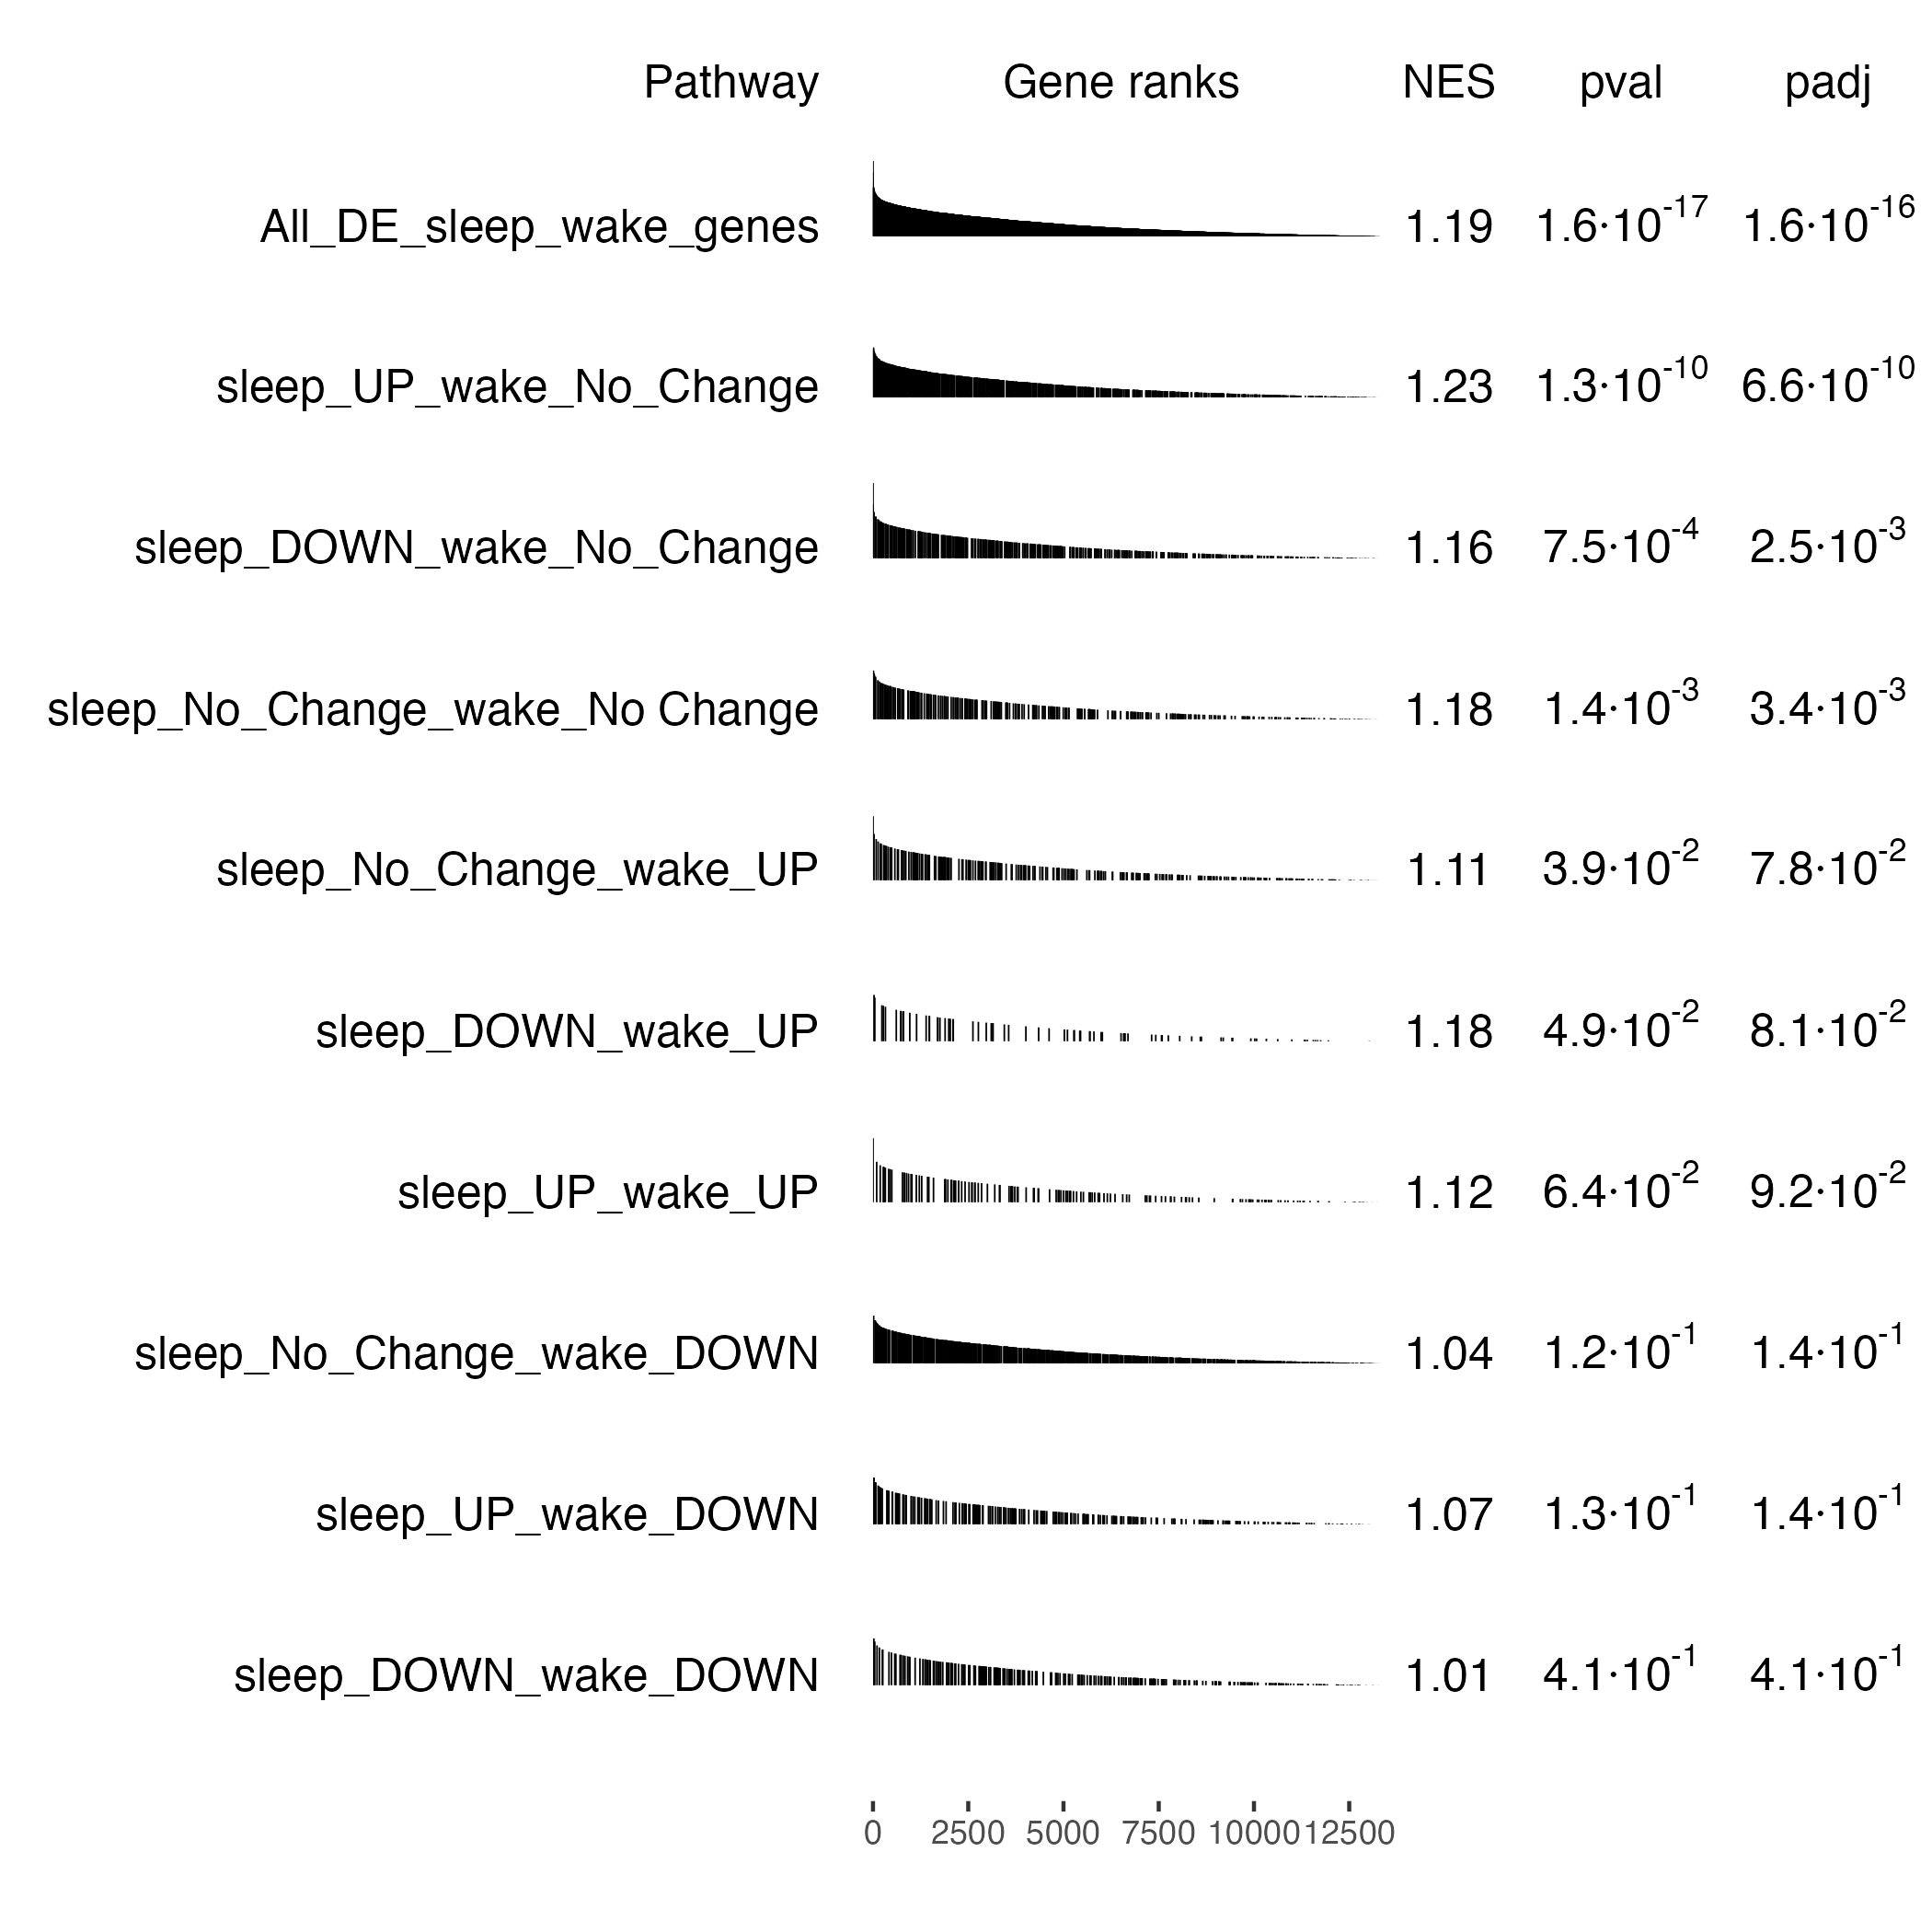 Pathway Gene ranks NES pval padj
All_DE_sleep_wake_genes 1.19 1.6·10⁻¹⁷ 1.6·10⁻¹⁶
sleep_UP_wake_No_Change 1.23 1.3·10⁻¹⁰ 6.6·10⁻¹⁰
sleep_DOWN_wake_No_Change 1.16 7.5·10⁻⁴ 2.5·10⁻³
sleep_No_Change_wake_No Change 1.18 1.4·10⁻³ 3.4·10⁻³
sleep_No_Change_wake_UP 1.11 3.9·10⁻² 7.8·10⁻²
sleep_DOWN_wake_UP 1.18 4.9·10⁻² 8.1·10⁻²
sleep_UP_wake_UP 1.12 6.4·10⁻² 9.2·10⁻²
sleep_No_Change_wake_DOWN 1.04 1.2·10⁻¹ 1.4·10⁻¹
sleep_UP_wake_DOWN 1.07 1.3·10⁻¹ 1.4·10⁻¹
sleep_DOWN_wake_DOWN 1.01 4.1·10⁻¹ 4.1·10⁻¹
0 2500 5000 7500 10000 12500